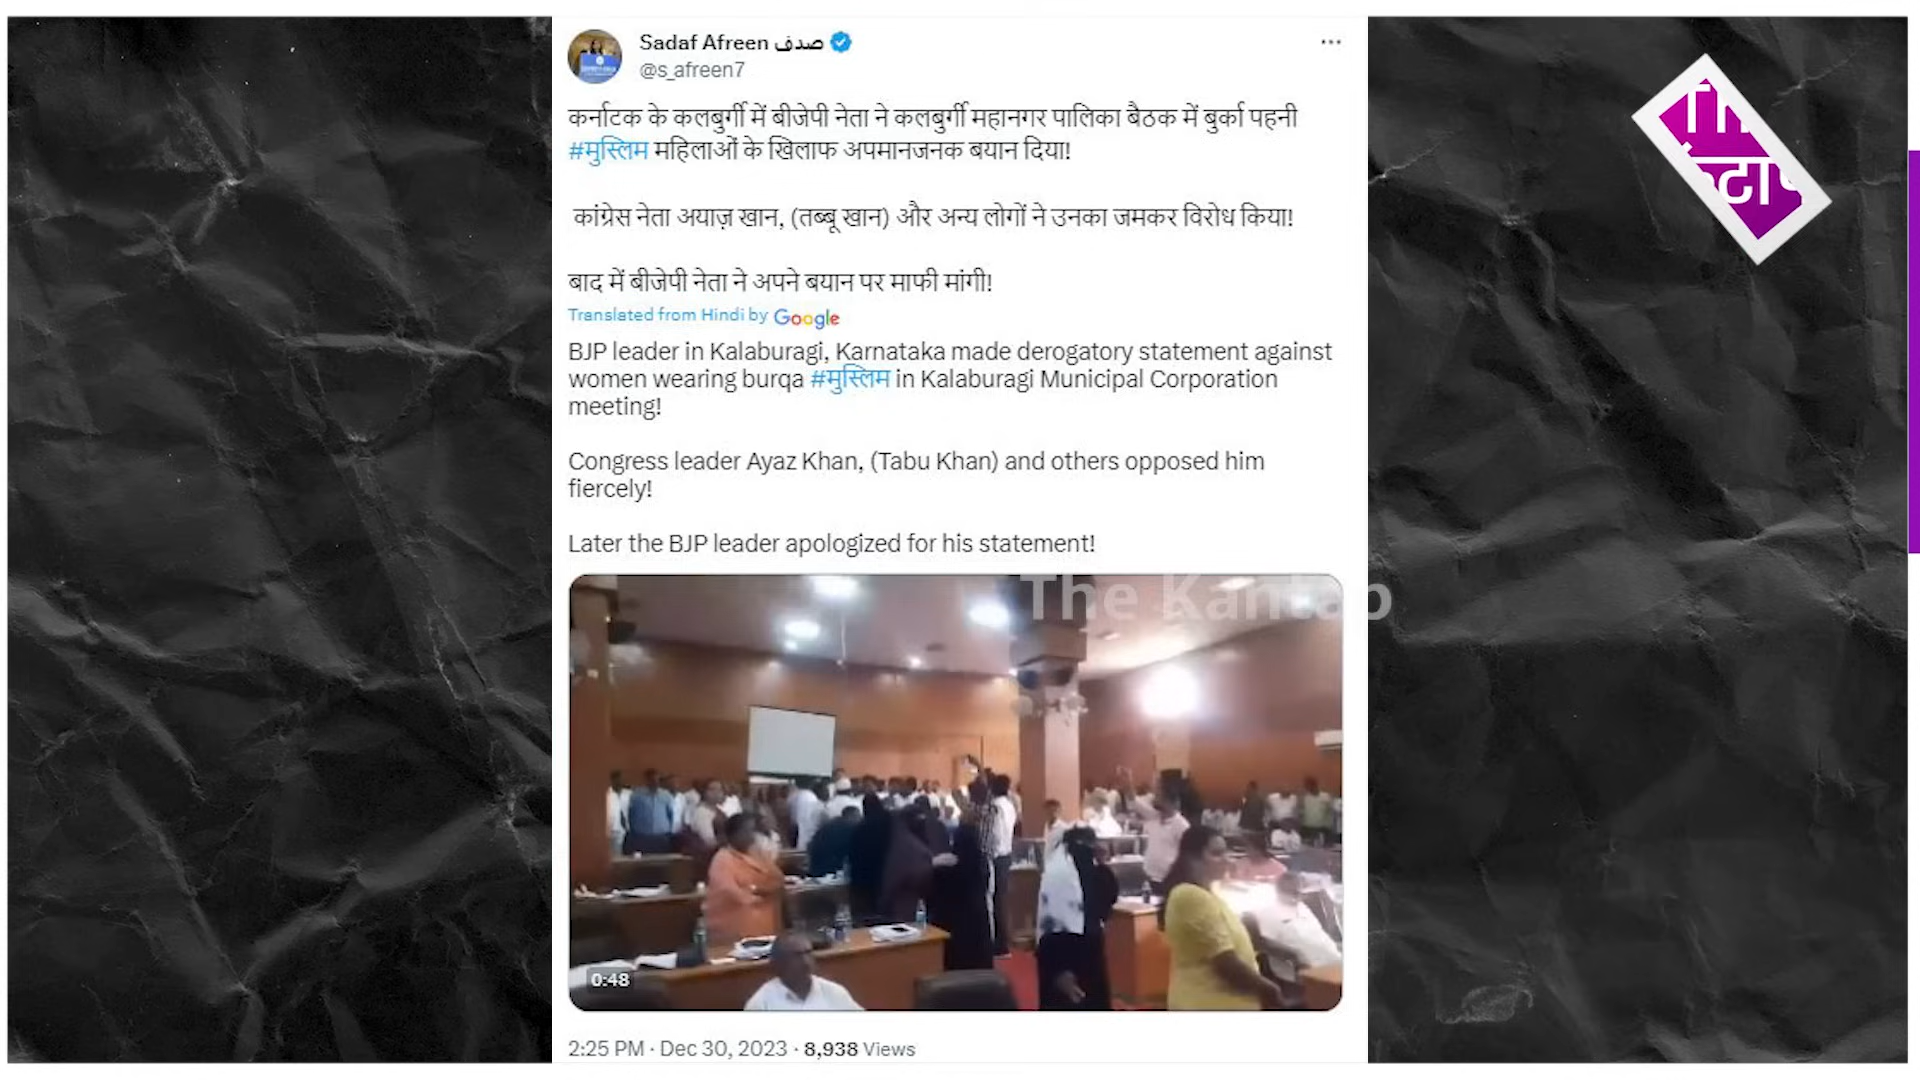 Sadaf Afreen صدف
@s_afreen7
कर्नाटक के कलबुर्गी में बीजेपी नेता ने कलबुर्गी महानगर पालिका बैठक में बुर्का पहनी
#मुस्लिम महिलाओं के खिलाफ अपमानजनक बयान दिया!
कांग्रेस नेता अयाज़ खान, (तब्बू खान) और अन्य लोगों ने उनका जमकर विरोध किया!
बाद में बीजेपी नेता ने अपने बयान पर माफी मांगी!
Translated from Hindi by Google
BJP leader in Kalaburagi, Karnataka made derogatory statement against
women wearing burqa #मुस्लिम in Kalaburagi Municipal Corporation
meeting!
Congress leader Ayaz Khan, (Tabu Khan) and others opposed him
fiercely!
Later the BJP leader apologized for his statement!
The Kantap
0:48
2:25 PM · Dec 30, 2023 · 8,938 Views